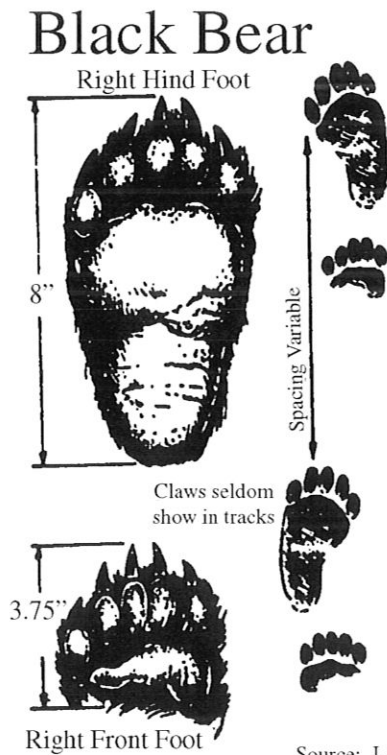 Black Bear
Right Hind Foot
8”
Spacing Variable
Claws seldom
show in tracks
3.75”
Right Front Foot
Source: